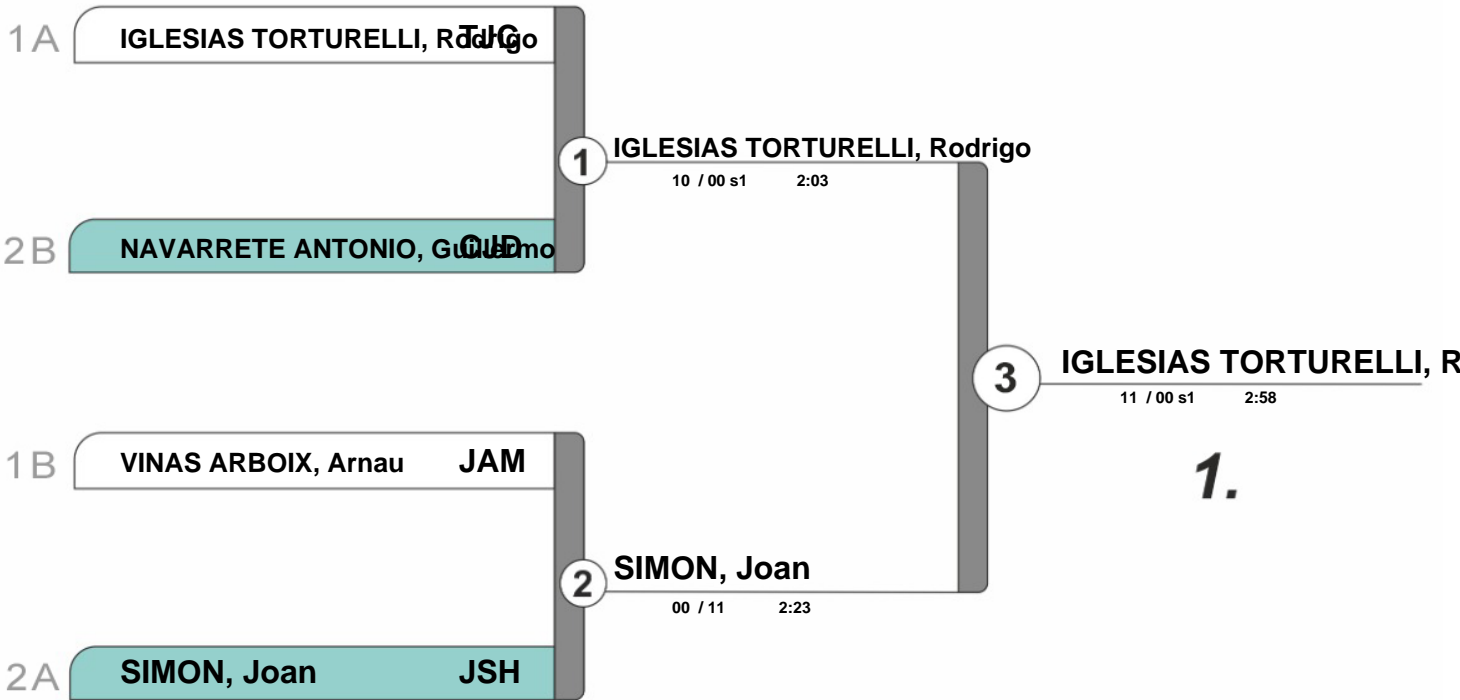 1A IGLESIAS TORTURELLI, Rodrigo TJG
1 IGLESIAS TORTURELLI, Rodrigo
10 / 00 s1 2:03
2B NAVARRETE ANTONIO, Guillermo CJD
3 IGLESIAS TORTURELLI, R
11 / 00 s1 2:58
1.
1B VINAS ARBOIX, Arnau JAM
2 SIMON, Joan
00 / 11 2:23
2A SIMON, Joan JSH